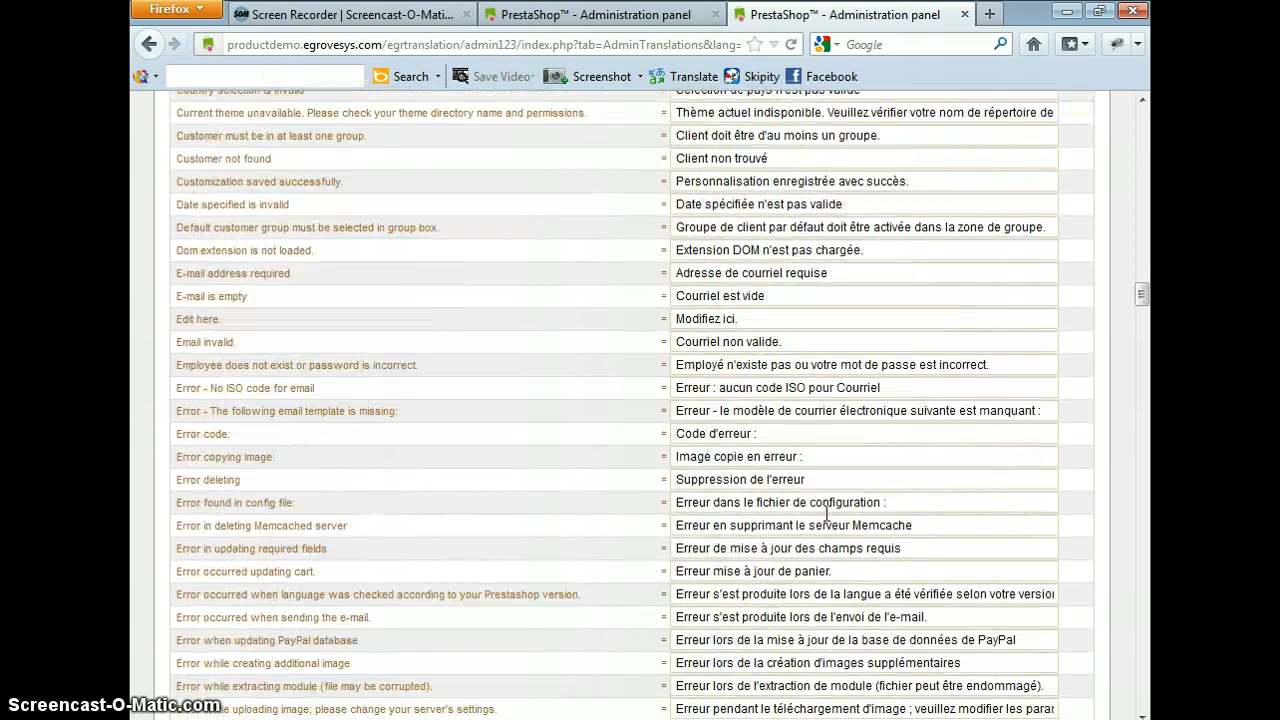 Firefox
Screen Recorder | Screencast-O-Mati...
PrestaShop™ - Administration panel
PrestaShop™ - Administration panel
productdemo.egrovesys.com/egrtranslation/admin123/index.php?tab=AdminTranslations&lang=
Google
Search
Save Video
Screenshot
Translate
Skipity
Facebook
Country selection is invalid
Sélection de pays n'est pas valide
Current theme unavailable. Please check your theme directory name and permissions. = Thème actuel indisponible. Veuillez vérifier votre nom de répertoire de
Customer must be in at least one group. = Client doit être d'au moins un groupe.
Customer not found = Client non trouvé
Customization saved successfully. = Personnalisation enregistrée avec succès.
Date specified is invalid = Date spécifiée n'est pas valide
Default customer group must be selected in group box. = Groupe de client par défaut doit être activée dans la zone de groupe.
Dom extension is not loaded. = Extension DOM n'est pas chargée.
E-mail address required = Adresse de courriel requise
E-mail is empty = Courriel est vide
Edit here. = Modifiez ici.
Email invalid. = Courriel non valide.
Employee does not exist or password is incorrect. = Employé n'existe pas ou votre mot de passe est incorrect.
Error - No ISO code for email = Erreur : aucun code ISO pour Courriel
Error - The following email template is missing: = Erreur - le modèle de courrier électronique suivante est manquant :
Error code: = Code d'erreur :
Error copying image: = Image copie en erreur :
Error deleting = Suppression de l'erreur
Error found in config file: = Erreur dans le fichier de configuration :
Error in deleting Memcached server = Erreur en supprimant le serveur Memcache
Error in updating required fields = Erreur de mise à jour des champs requis
Error occurred updating cart. = Erreur mise à jour de panier.
Error occurred when language was checked according to your Prestashop version. = Erreur s'est produite lors de la langue a été vérifiée selon votre version
Error occurred when sending the e-mail. = Erreur s'est produite lors de l'envoi de l'e-mail.
Error when updating PayPal database = Erreur lors de la mise à jour de la base de données de PayPal
Error while creating additional image = Erreur lors de la création d'images supplémentaires
Error while extracting module (file may be corrupted). = Erreur lors de l'extraction de module (fichier peut être endommagé).
uploading image; please change your server's settings. = Erreur pendant le téléchargement d'image ; veuillez modifier les parar
Screencast-O-Matic.com